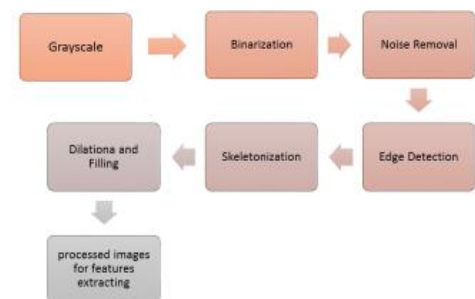 Grayscale
Binarization
Noise Removal
Edge Detection
Skeletonization
Dilationa and
Filling
processed images
for features
extracting